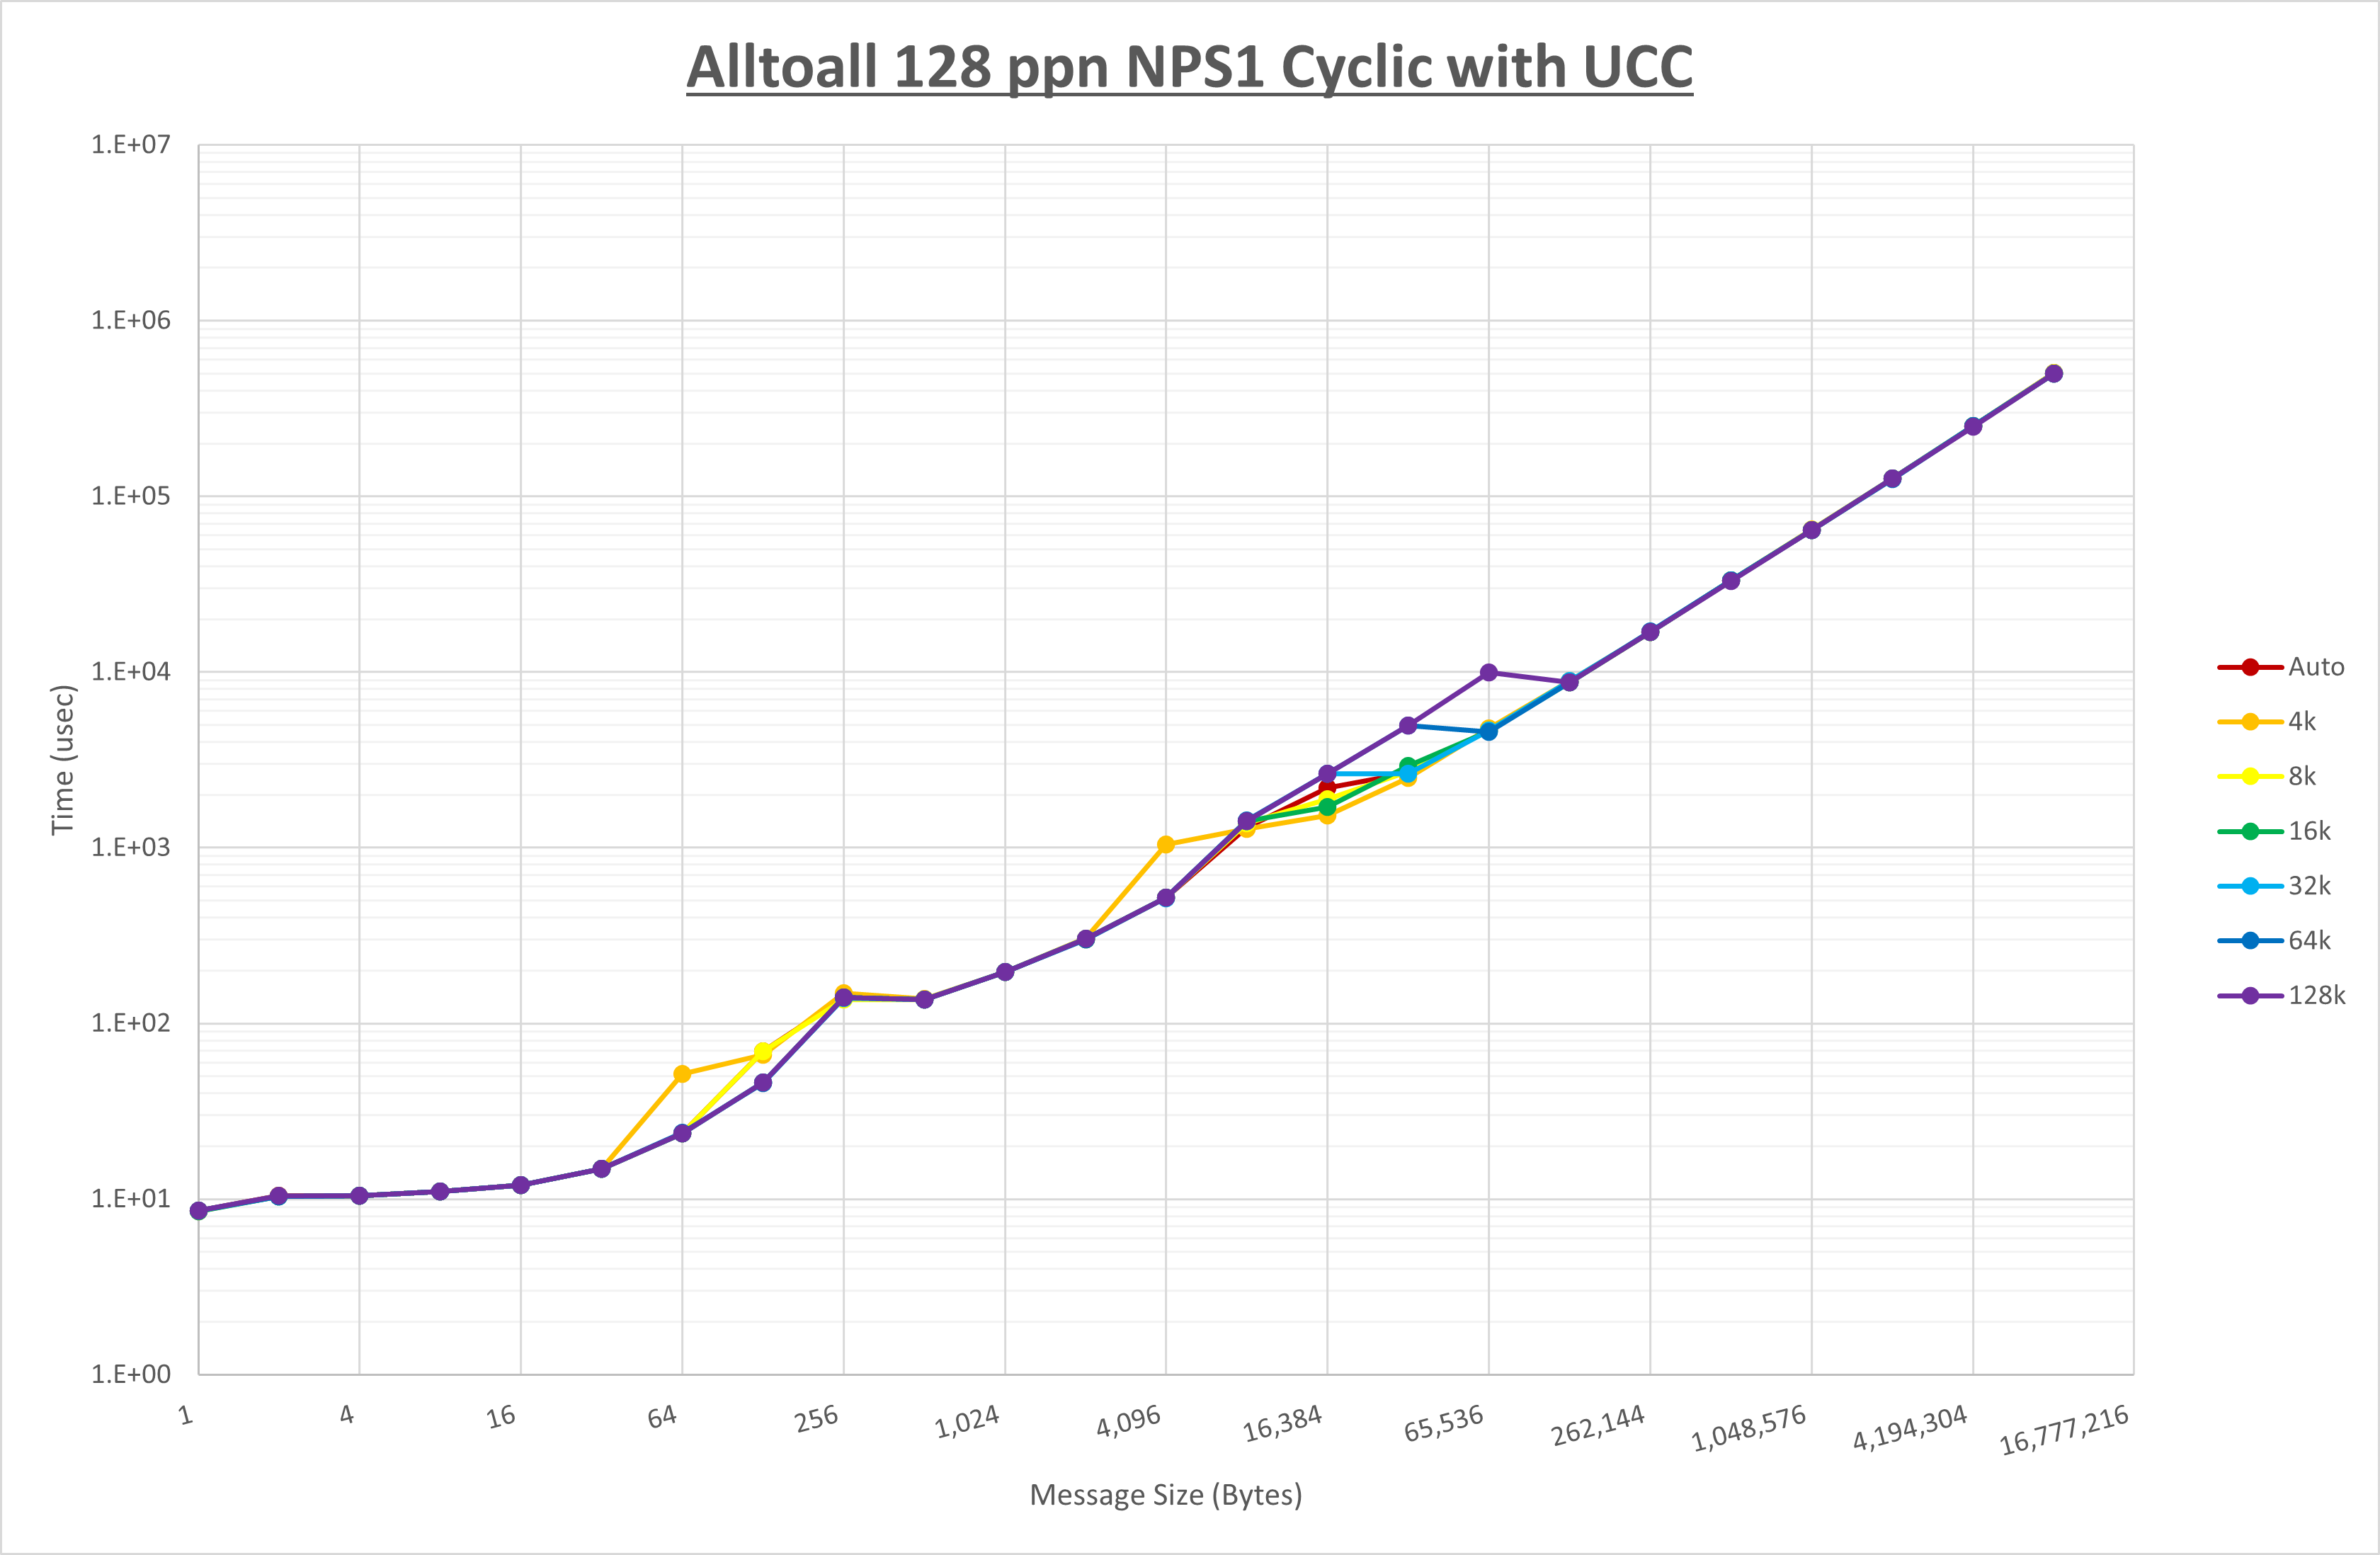 Alltoall 128 ppn NPS1 Cyclic with UCC
1.E+07
1.E+06
1.E+05
1.E+04
1.E+03
1.E+02
1.E+01
1.E+00
Time (usec)
1 4 16 64 256 1,024 4,096 16,384 65,536 262,144 1,048,576 4,194,304 16,777,216
Message Size (Bytes)
Auto
4k
8k
16k
32k
64k
128k